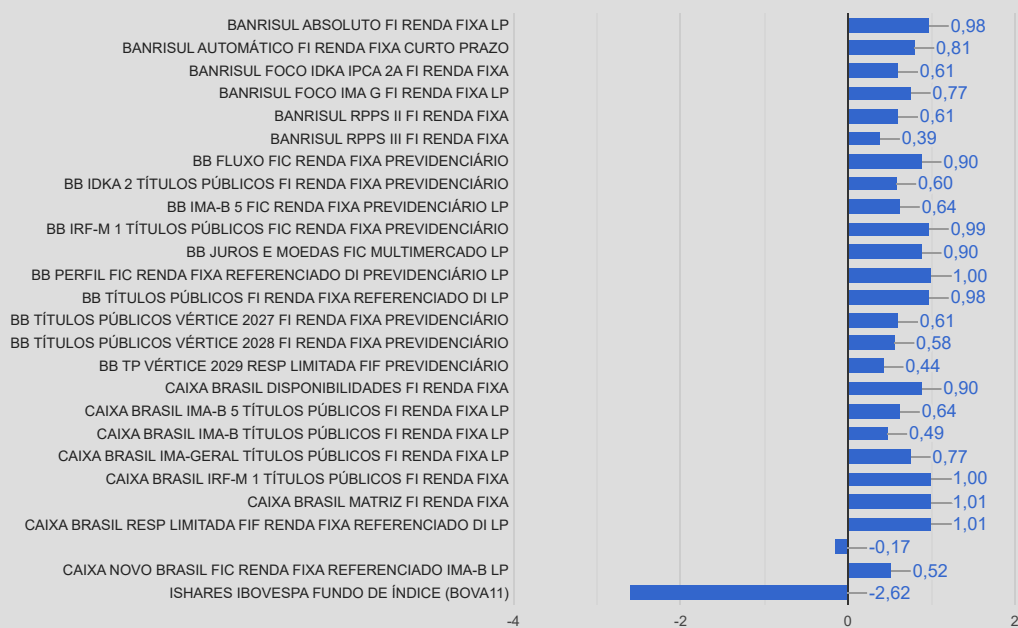 BANRISUL ABSOLUTO FI RENDA FIXA LP 0,98
BANRISUL AUTOMÁTICO FI RENDA FIXA CURTO PRAZO 0,81
BANRISUL FOCO IDKA IPCA 2A FI RENDA FIXA 0,61
BANRISUL FOCO IMA G FI RENDA FIXA LP 0,77
BANRISUL RPPS II FI RENDA FIXA 0,61
BANRISUL RPPS III FI RENDA FIXA 0,39
BB FLUXO FIC RENDA FIXA PREVIDENCIÁRIO 0,90
BB IDKA 2 TÍTULOS PÚBLICOS FI RENDA FIXA PREVIDENCIÁRIO 0,60
BB IMA-B 5 FIC RENDA FIXA PREVIDENCIÁRIO LP 0,64
BB IRF-M 1 TÍTULOS PÚBLICOS FIC RENDA FIXA PREVIDENCIÁRIO 0,99
BB JUROS E MOEDAS FIC MULTIMERCADO LP 0,90
BB PERFIL FIC RENDA FIXA REFERENCIADO DI PREVIDENCIÁRIO LP 1,00
BB TÍTULOS PÚBLICOS FI RENDA FIXA REFERENCIADO DI LP 0,98
BB TÍTULOS PÚBLICOS VÉRTICE 2027 FI RENDA FIXA PREVIDENCIÁRIO 0,61
BB TÍTULOS PÚBLICOS VÉRTICE 2028 FI RENDA FIXA PREVIDENCIÁRIO 0,58
BB TP VÉRTICE 2029 RESP LIMITADA FIF PREVIDENCIÁRIO 0,44
CAIXA BRASIL DISPONIBILIDADES FI RENDA FIXA 0,90
CAIXA BRASIL IMA-B 5 TÍTULOS PÚBLICOS FI RENDA FIXA LP 0,64
CAIXA BRASIL IMA-B TÍTULOS PÚBLICOS FI RENDA FIXA LP 0,49
CAIXA BRASIL IMA-GERAL TÍTULOS PÚBLICOS FI RENDA FIXA LP 0,77
CAIXA BRASIL IRF-M 1 TÍTULOS PÚBLICOS FI RENDA FIXA 1,00
CAIXA BRASIL MATRIZ FI RENDA FIXA 1,01
CAIXA BRASIL RESP LIMITADA FIF RENDA FIXA REFERENCIADO DI LP 1,01
-0,17
CAIXA NOVO BRASIL FIC RENDA FIXA REFERENCIADO IMA-B LP 0,52
ISHARES IBOVESPA FUNDO DE ÍNDICE (BOVA11) -2,62
-4 -2 0 2